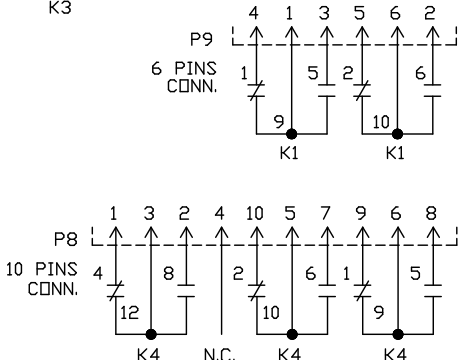 K3
4 1 3 5 6 2
P9
6 PINS
CONN.
1 5 2 6
9 10
K1 K1
1 3 2 4 10 5 7 9 6 8
P8
10 PINS
CONN.
4 8 2 6 1 5
12 10 9
K4 N.C. K4 K4